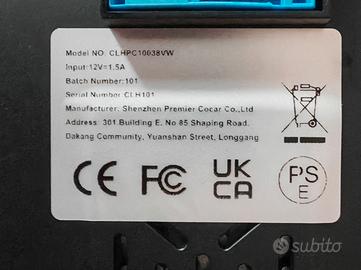 Model NO. CLHPC10038VW
Input:12V=1.5A
Batch Number:101
Serial Number:CLH101
Manufacturer: Shenzhen Premier Cocar Co.,Ltd
Address: 301.Building E. No 85 Shaping Road.
Dakang Community, Yuanshan Street, Longgang
CE FC UK CA PS E
subito